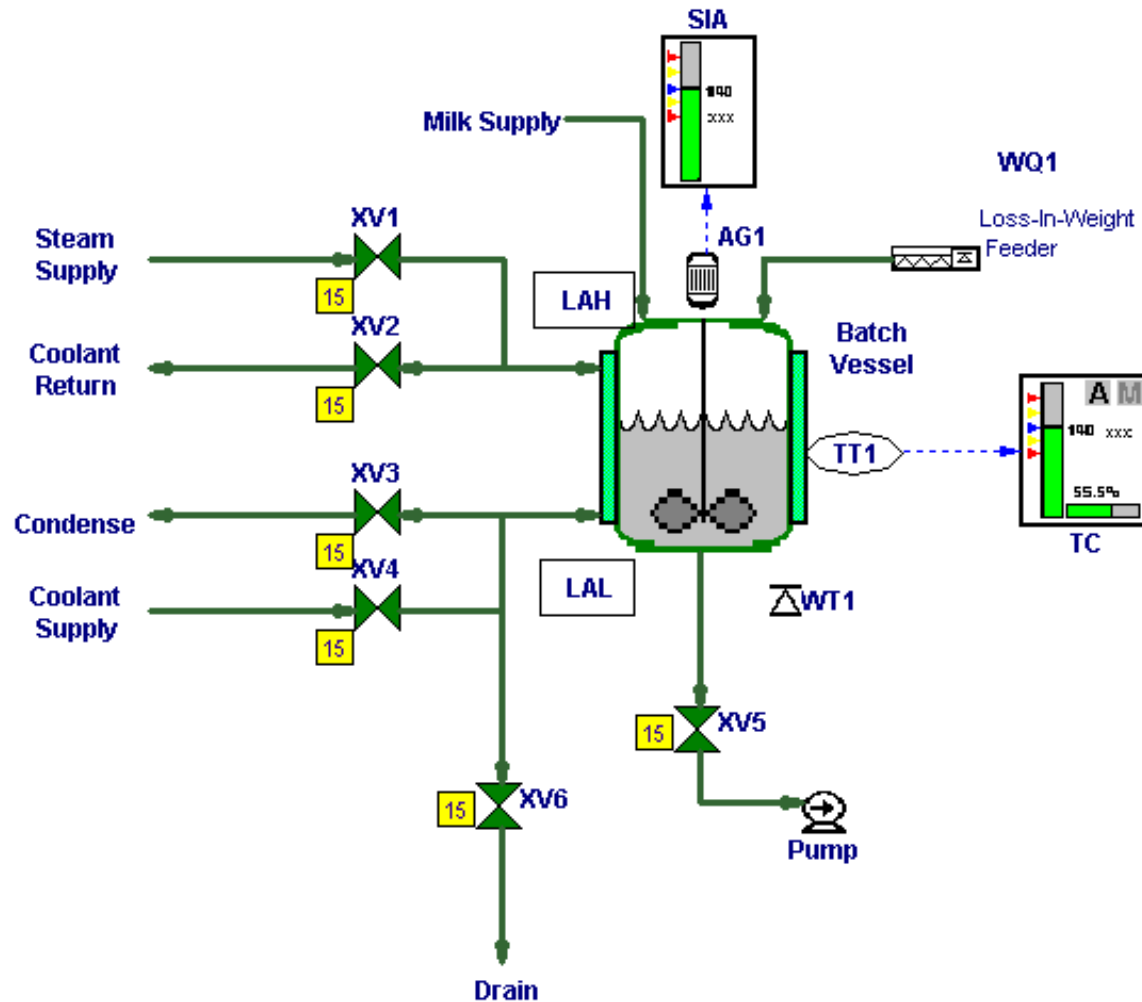 SIA
140
xxx
Milk Supply
WQ1
Loss-In-Weight
Feeder
XV1
AG1
Steam
Supply
15
LAH
XV2
Batch
Vessel
Coolant
Return
15
A M
140 xxx
TT1
55.5%
TC
XV3
Condense
15
XV4
LAL
WT1
Coolant
Supply
15
XV5
15
XV6
15
Pump
Drain